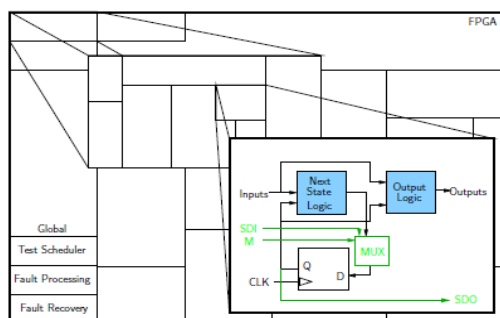 FPGA
Inputs
Next
State
Logic
Output
Logic
Outputs
SDI
M
MUX
Q
D
CLK
SDO
Global
Test Scheduler
Fault Processing
Fault Recovery